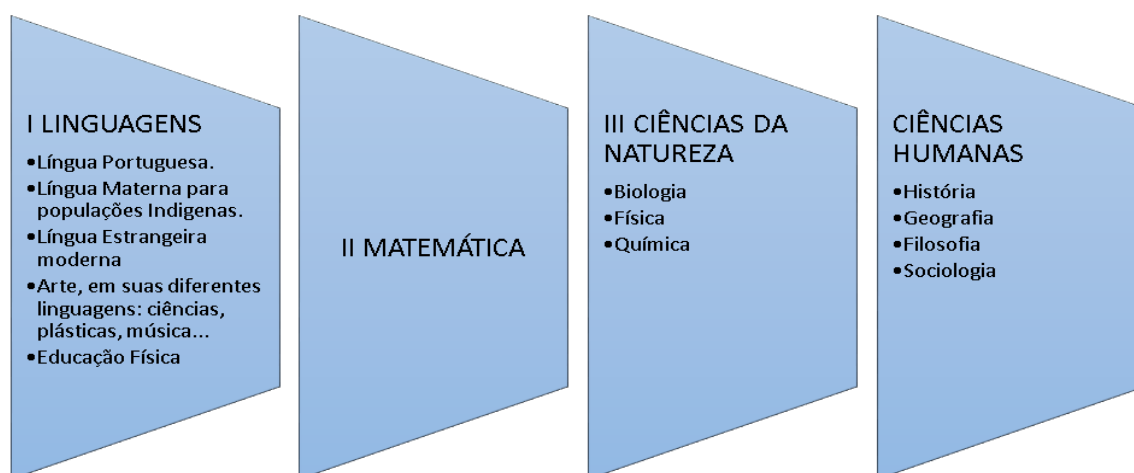 I LINGUAGENS
•Língua Portuguesa.
•Língua Materna para
populações Indigenas.
•Língua Estrangeira
moderna
•Arte, em suas diferentes
linguagens: ciências,
plásticas, música...
•Educação Física
II MATEMÁTICA
III CIÊNCIAS DA
NATUREZA
•Biologia
•Física
•Química
CIÊNCIAS
HUMANAS
•História
•Geografia
•Filosofia
•Sociologia